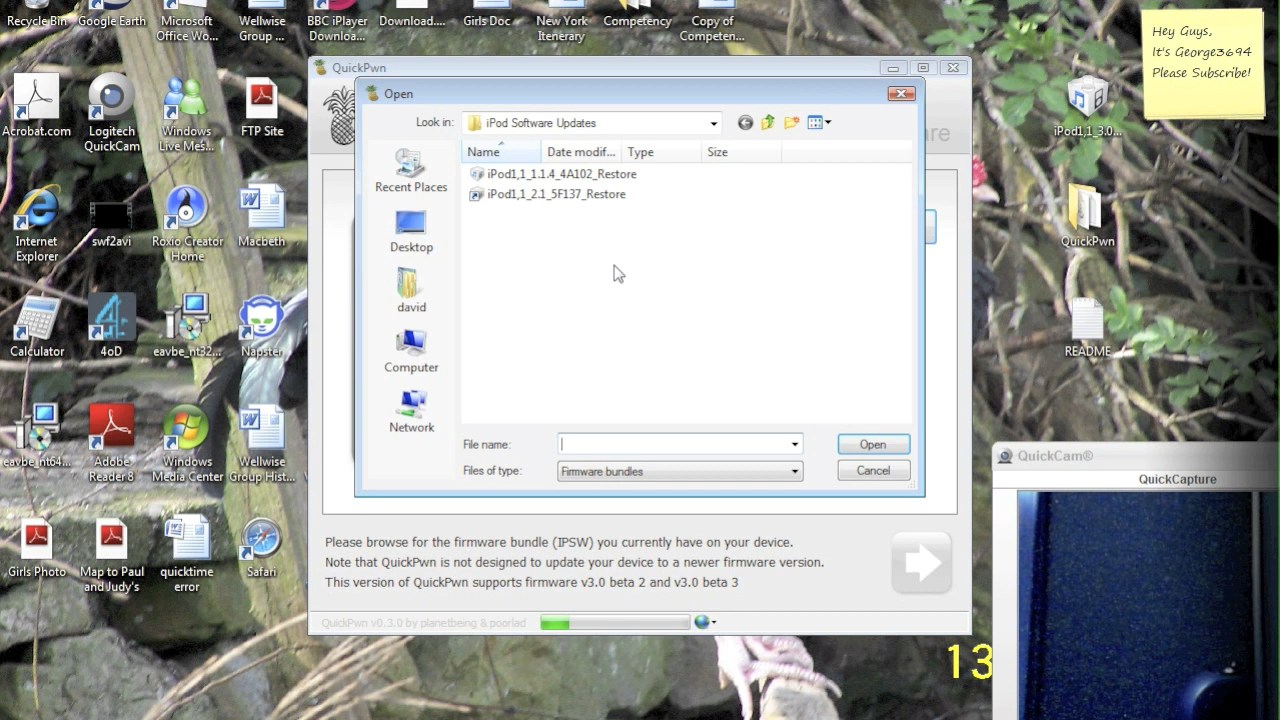 Recycle Bin
Google Earth
Microsoft
Office Wo...
Wellwise
Group ...
BBC iPlayer
Downloa...
Download....
Girls Doc
New York
Itenerary
Competency
Copy of
Competen...
Hey Guys,
It's George3694
Please Subscribe!
Acrobat.com
Logitech
QuickCam
Windows
Live Mes...
FTP Site
iPod1,1_3.0...
Internet
Explorer
swf2avi
Roxio Creator
Home
Macbeth
QuickPwn
Calculator
4oD
eavbe_nt32...
Napster
README
eavbe_nt64...
Adobe
Reader 8
Windows
Media Center
Wellwise
Group Hist...
Girls Photo
Map to Paul
and Judy's
quicktime
error
Safari
QuickPwn
Open
Look in:
iPod Software Updates
Name
Date modif...
Type
Size
Recent Places
Desktop
david
Computer
Network
iPod1,1_1.1.4_4A102_Restore
iPod1,1_2.1_5F137_Restore
File name:
Open
Files of type:
Firmware bundles
Cancel
Please browse for the firmware bundle (IPSW) you currently have on your device.
Note that QuickPwn is not designed to update your device to a newer firmware version.
This version of QuickPwn supports firmware v3.0 beta 2 and v3.0 beta 3
QuickPwn v0.3.0 by planetbeing & poorlad
QuickCam®
QuickCapture
13